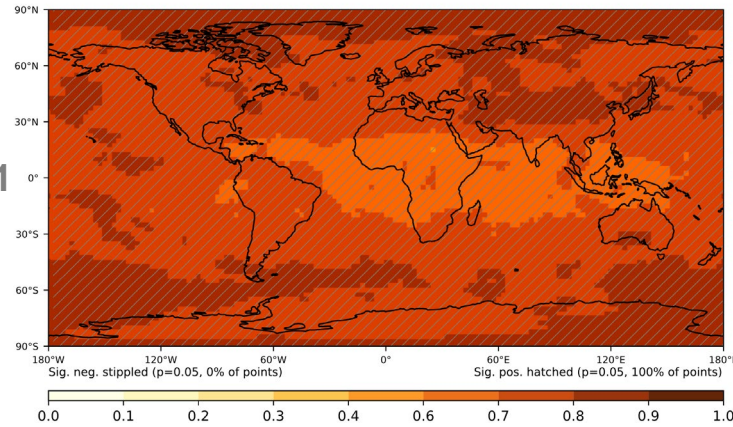 90°N
60°N
30°N
0°
30°S
60°S
90°S
180°W 120°W 60°W 0° 60°E 120°E 180°
Sig. neg. stippled (p=0.05, 0% of points) Sig. pos. hatched (p=0.05, 100% of points)
0.0 0.1 0.2 0.3 0.4 0.6 0.7 0.8 0.9 1.0